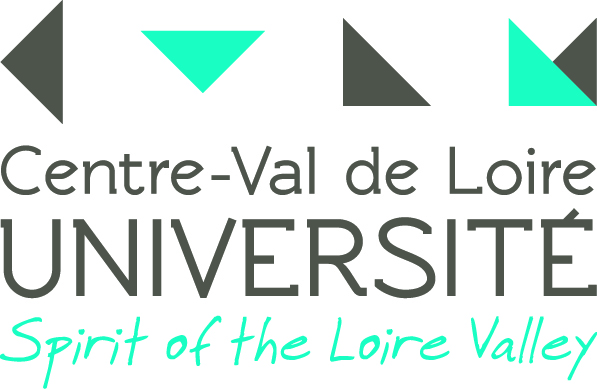 Centre-Val de Loire
UNIVERSITÉ
Spirit of the Loire Valley